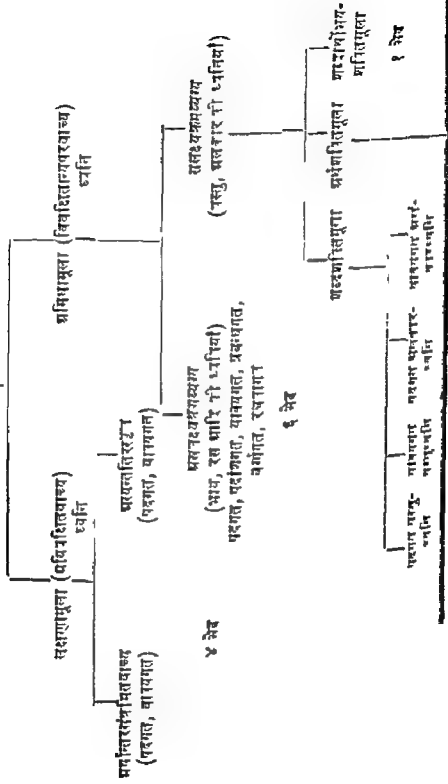 लक्षणामूला (अविवक्षितवाच्य)
ध्वनि
अभिधामूला (विवक्षितान्यपरवाच्य)
ध्वनि
अर्थान्तरसंक्रमितवाच्य
(पदगत, वाक्यगत)
अत्यन्ततिरस्कृत
(पदगत, वाक्यगत)
४ भेद
असंलक्ष्यक्रमव्यंग्य
(भाव, रस आदि की ध्वनियाँ)
पदगत, पदांशगत, वाक्यगत, प्रबंधगत,
वर्णगत, रचनागत
६ भेद
संलक्ष्यक्रमव्यंग्य
(वस्तु, अलंकार की ध्वनियाँ)
शब्दशक्तिमूला
अर्थशक्तिमूला
शब्दार्थोभय-
शक्तिमूला
१ भेद
पदगत वस्तु-
ध्वनि
वाक्यगत
वस्तुध्वनि
पदगत अलंकार-
ध्वनि
वाक्यगत अलं-
कारध्वनि